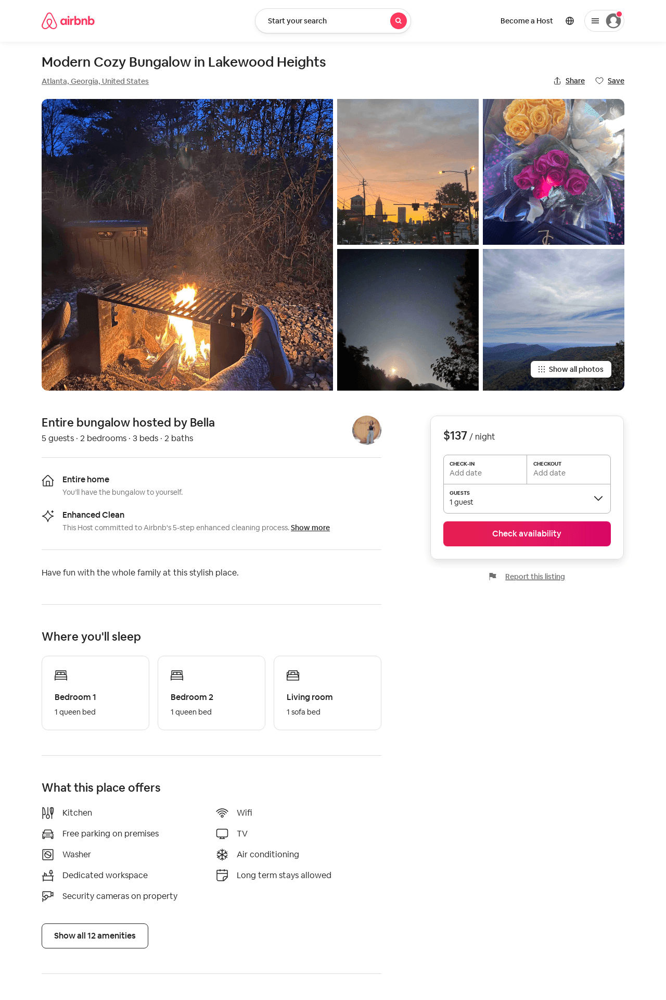 airbnb
Start your search
Become a Host
Modern Cozy Bungalow in Lakewood Heights
Atlanta, Georgia, United States
Share
Save
Show all photos
Entire bungalow hosted by Bella
5 guests · 2 bedrooms · 3 beds · 2 baths
Entire home
You’ll have the bungalow to yourself.
Enhanced Clean
This Host committed to Airbnb's 5-step enhanced cleaning process. Show more
Have fun with the whole family at this stylish place.
$137 / night
CHECK-IN
Add date
CHECKOUT
Add date
GUESTS
1 guest
Check availability
Report this listing
Where you'll sleep
Bedroom 1
1 queen bed
Bedroom 2
1 queen bed
Living room
1 sofa bed
What this place offers
Kitchen
Wifi
Free parking on premises
TV
Washer
Air conditioning
Dedicated workspace
Long term stays allowed
Security cameras on property
Show all 12 amenities